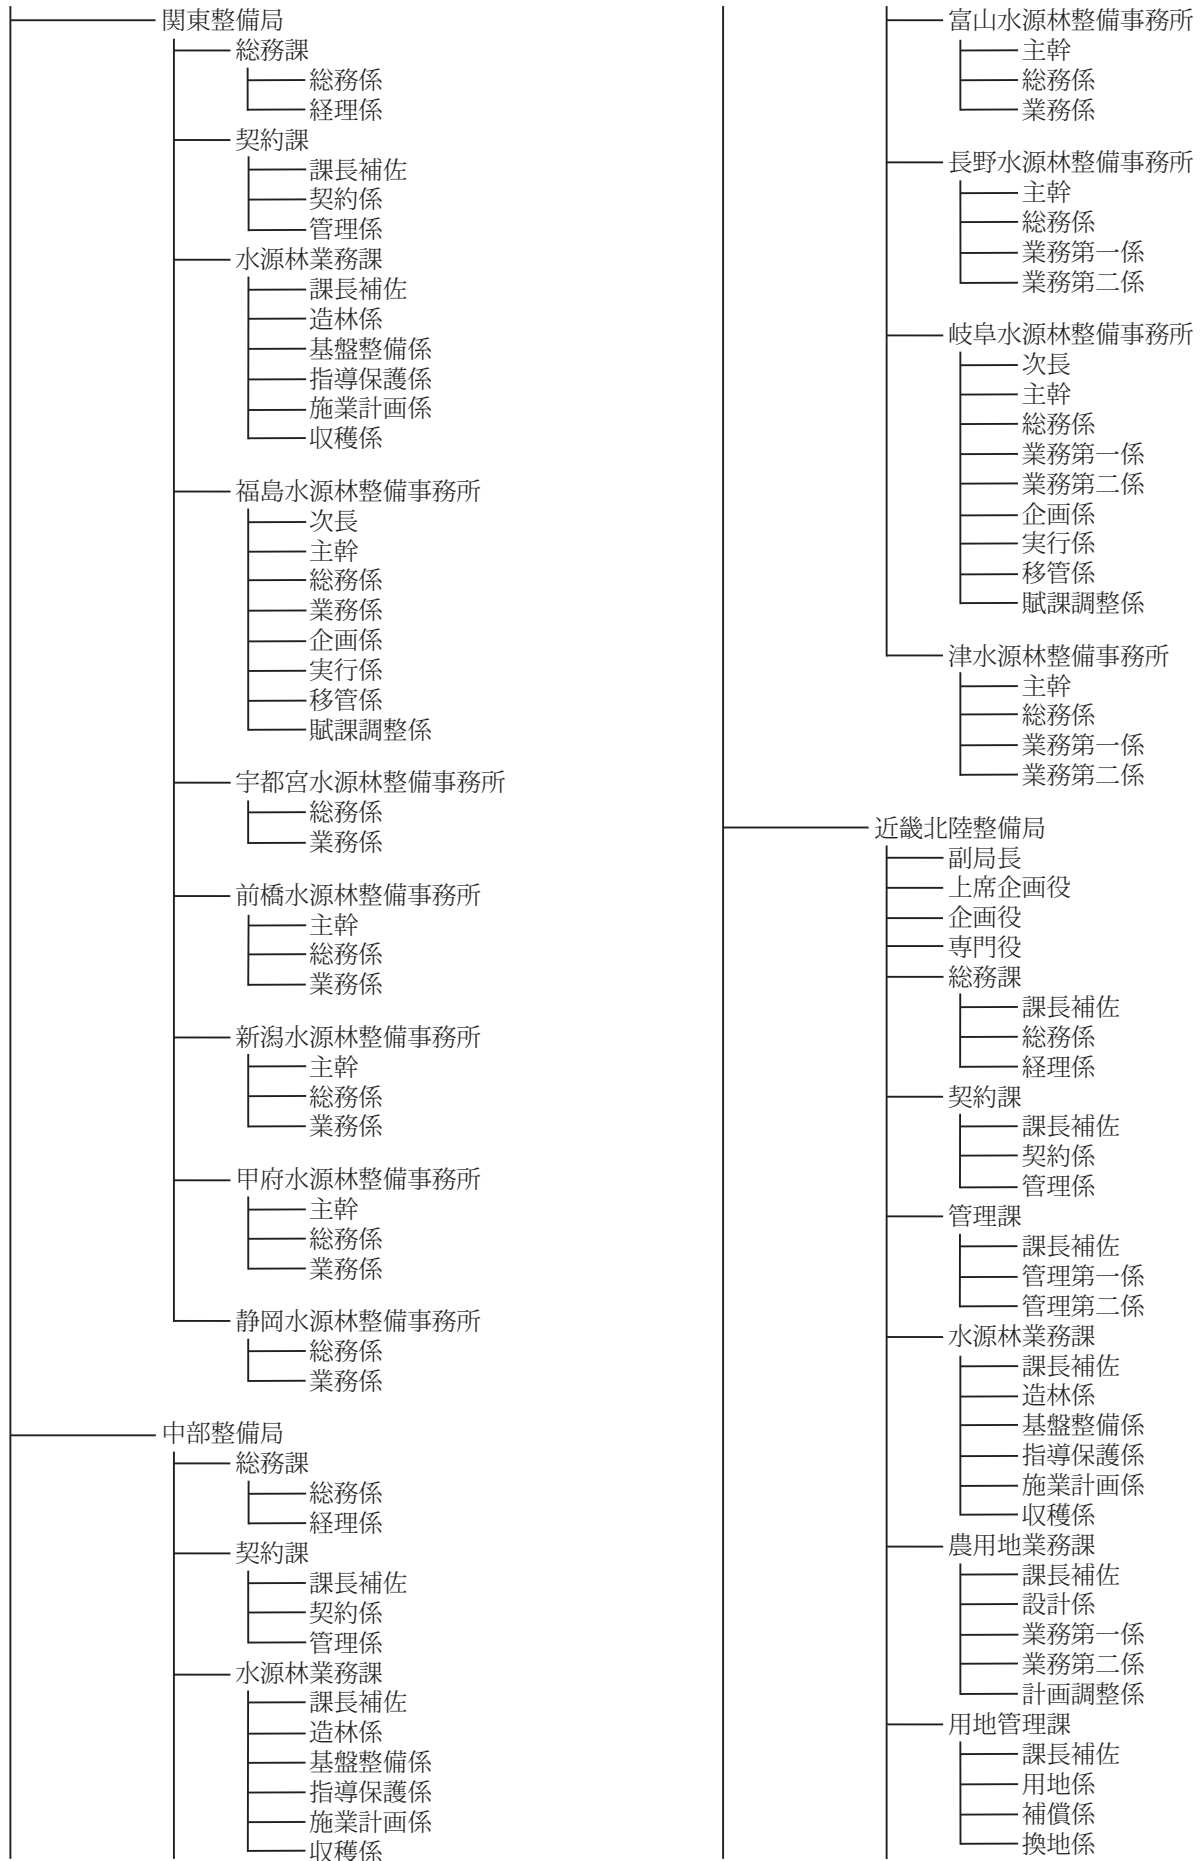 関東整備局
総務課
総務係
経理係
契約課
課長補佐
契約係
管理係
水源林業務課
課長補佐
造林係
基盤整備係
指導保護係
施業計画係
収穫係
福島水源林整備事務所
次長
主幹
総務係
業務係
企画係
実行係
移管係
賦課調整係
宇都宮水源林整備事務所
総務係
業務係
前橋水源林整備事務所
主幹
総務係
業務係
新潟水源林整備事務所
主幹
総務係
業務係
甲府水源林整備事務所
主幹
総務係
業務係
静岡水源林整備事務所
総務係
業務係
中部整備局
総務課
総務係
経理係
契約課
課長補佐
契約係
管理係
水源林業務課
課長補佐
造林係
基盤整備係
指導保護係
施業計画係
収穫係
富山水源林整備事務所
主幹
総務係
業務係
長野水源林整備事務所
主幹
総務係
業務第一係
業務第二係
岐阜水源林整備事務所
次長
主幹
総務係
業務第一係
業務第二係
企画係
実行係
移管係
賦課調整係
津水源林整備事務所
主幹
総務係
業務第一係
業務第二係
近畿北陸整備局
副局長
上席企画役
企画役
専門役
総務課
課長補佐
総務係
経理係
契約課
課長補佐
契約係
管理係
管理課
課長補佐
管理第一係
管理第二係
水源林業務課
課長補佐
造林係
基盤整備係
指導保護係
施業計画係
収穫係
農用地業務課
課長補佐
設計係
業務第一係
業務第二係
計画調整係
用地管理課
課長補佐
用地係
補償係
換地係